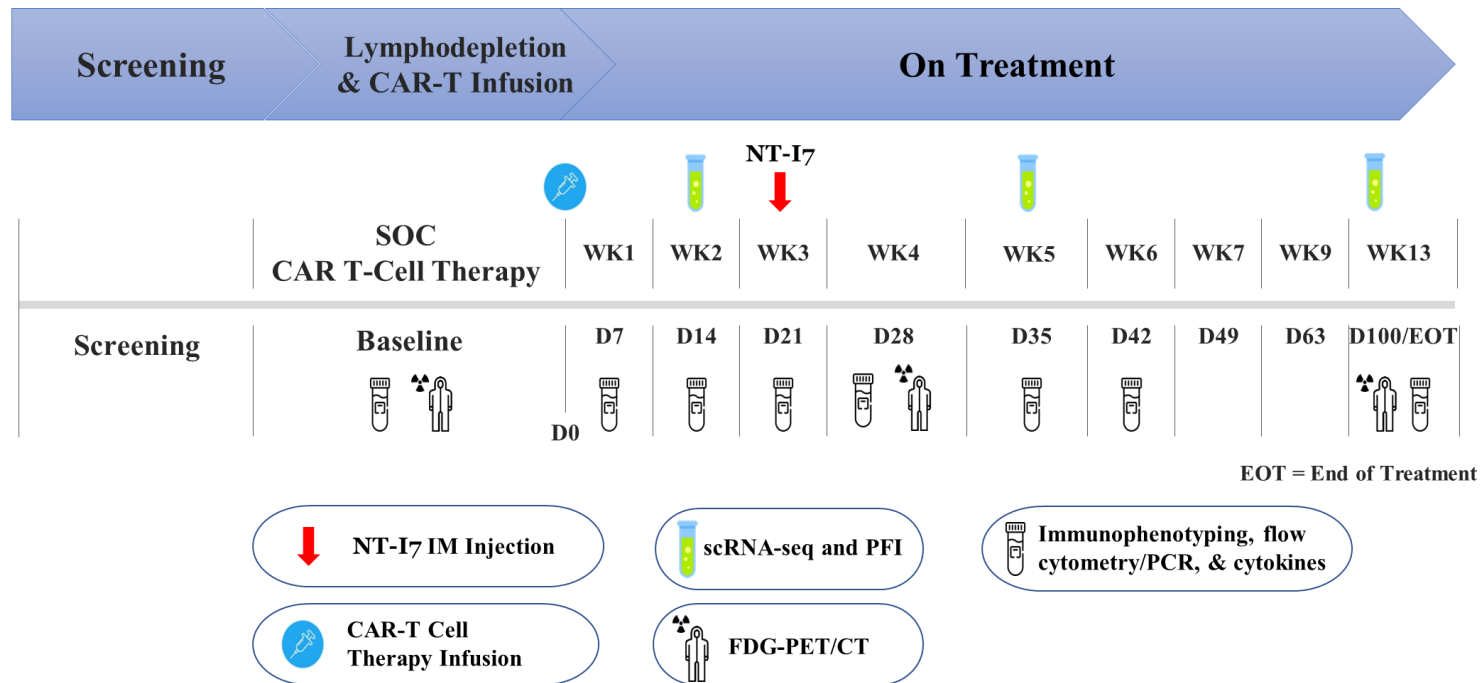 Screening
Lymphodepletion
& CAR-T Infusion
On Treatment
NT-I7
SOC
CAR T-Cell Therapy
WK1
WK2
WK3
WK4
WK5
WK6
WK7
WK9
WK13
Screening
Baseline
D0
D7
D14
D21
D28
D35
D42
D49
D63
D100/EOT
EOT = End of Treatment
NT-I7 IM Injection
scRNA-seq and PFI
Immunophenotyping, flow
cytometry/PCR, & cytokines
CAR-T Cell
Therapy Infusion
FDG-PET/CT